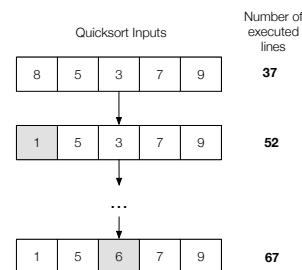 Quicksort Inputs
Number of
executed
lines
8 5 3 7 9 37
1 5 3 7 9 52
...
1 5 6 7 9 67